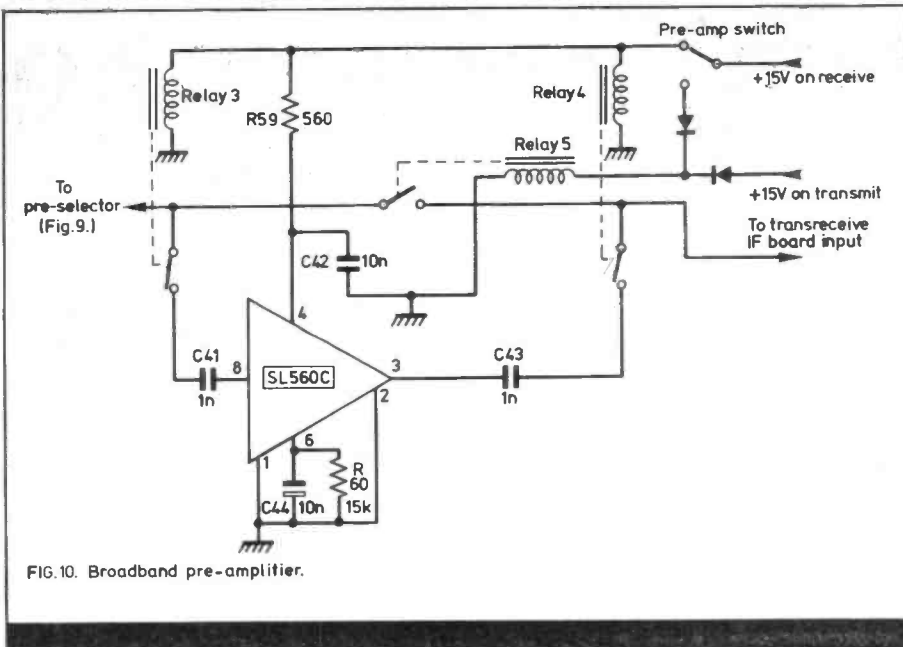 Pre-amp switch
+15V on receive
Relay 3
R59
560
Relay 4
Relay 5
To
pre-selector
(Fig.9.)
+15V on transmit
To transreceive
IF board input
C42
10n
4
C41
1n
8
SL560C
3
2
C43
1n
6
1
R
60
15k
C44
10n
FIG.10. Broadband pre-amplitier.